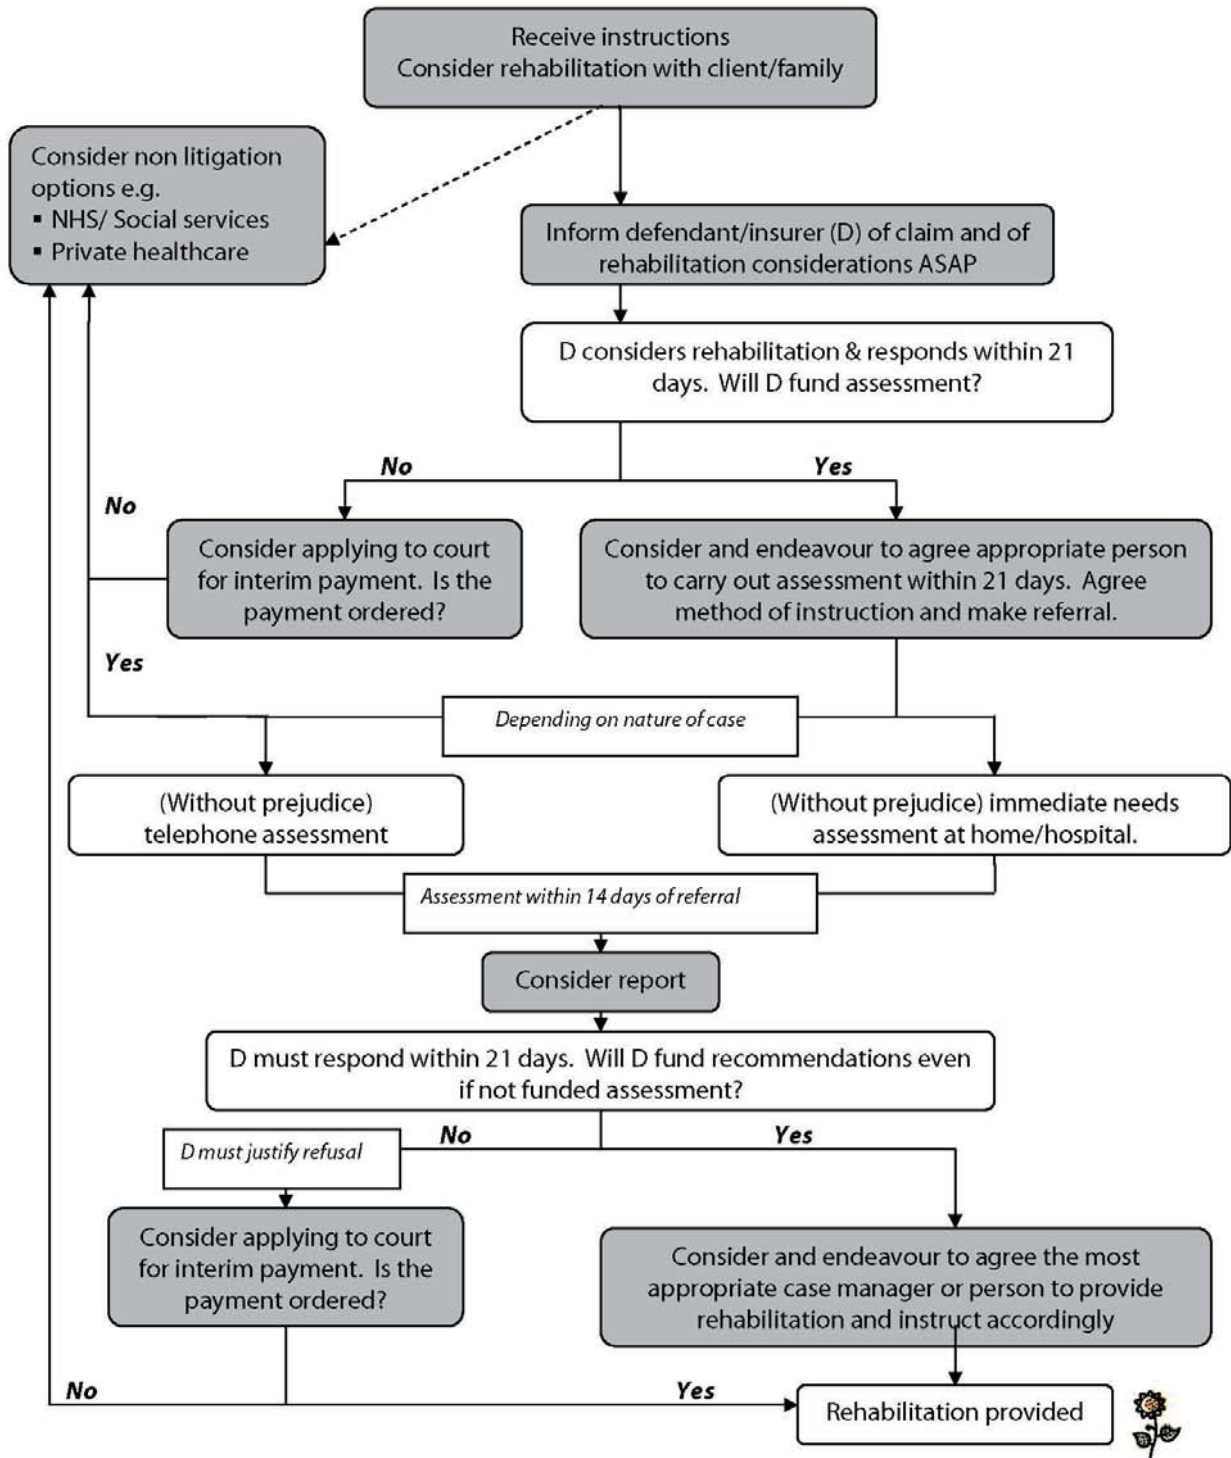 Receive instructions
Consider rehabilitation with client/family
Consider non litigation
options e.g.
▪ NHS/ Social services
▪ Private healthcare
Inform defendant/insurer (D) of claim and of
rehabilitation considerations ASAP
D considers rehabilitation & responds within 21
days. Will D fund assessment?
No
Yes
No
Consider applying to court
for interim payment. Is the
payment ordered?
Consider and endeavour to agree appropriate person
to carry out assessment within 21 days. Agree
method of instruction and make referral.
Yes
Depending on nature of case
(Without prejudice)
telephone assessment
(Without prejudice) immediate needs
assessment at home/hospital.
Assessment within 14 days of referral
Consider report
D must respond within 21 days. Will D fund recommendations even
if not funded assessment?
No
Yes
D must justify refusal
Consider applying to court
for interim payment. Is the
payment ordered?
Consider and endeavour to agree the most
appropriate case manager or person to provide
rehabilitation and instruct accordingly
No
Yes
Rehabilitation provided